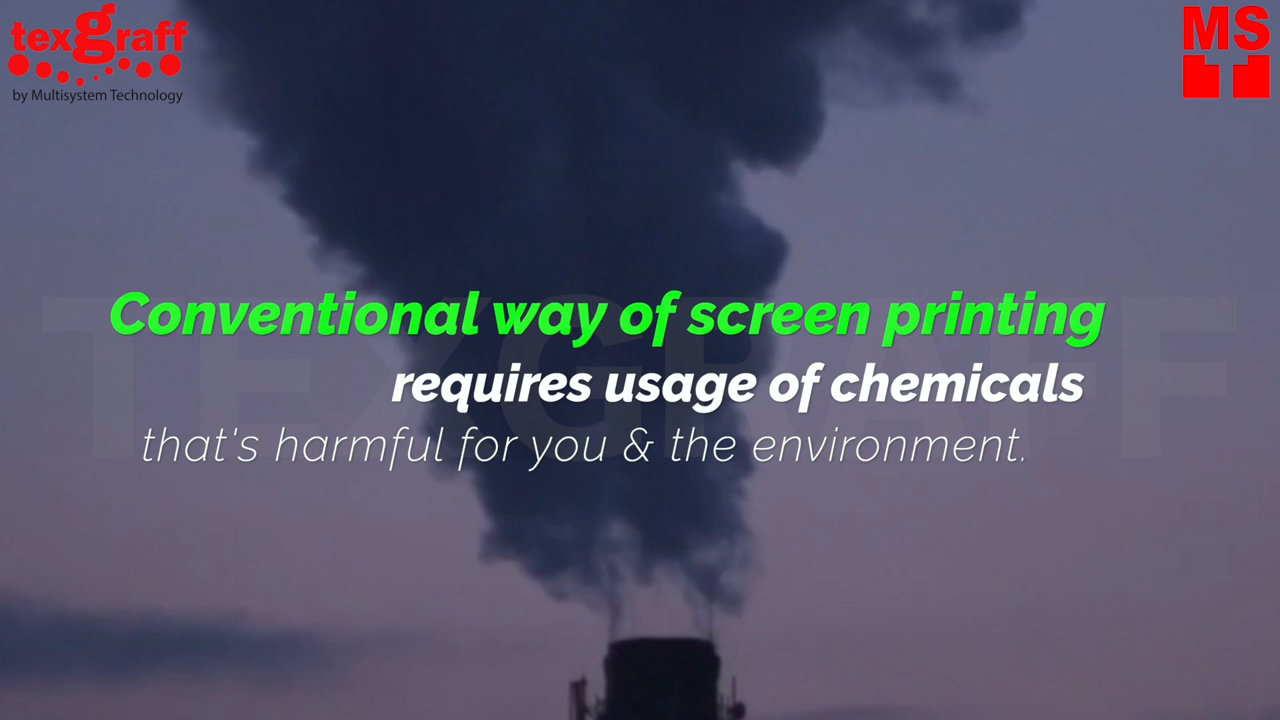 texgraff
by Multisystem Technology
MS
T
TEXGRAFF
Conventional way of screen printing
requires usage of chemicals
that's harmful for you & the environment.